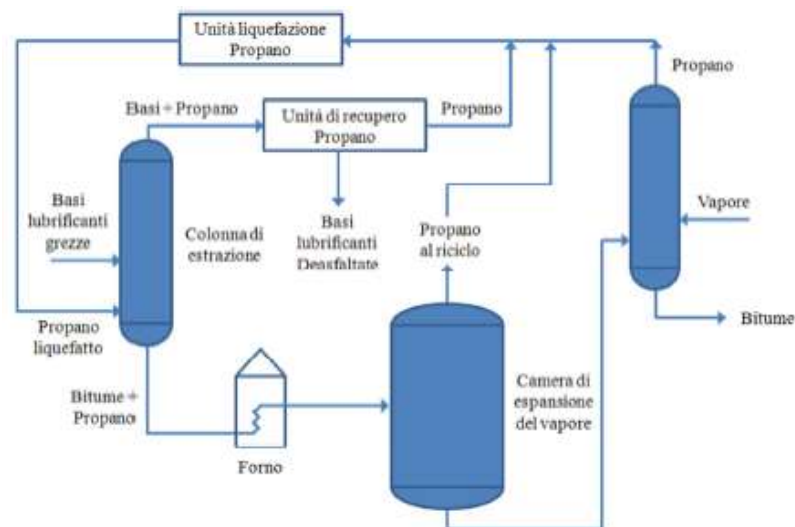 Unità liquefazione
Propano
Propano
Basi + Propano
Unità di recupero
Propano
Propano
Basi
lubrificanti
grezze
Colonna di
estrazione
Basi
lubrificanti
Deasfaltate
Propano
al riciclo
Vapore
Propano
liquefatto
Bitume
Bitume +
Propano
Camera di
espansione
del vapore
Forno